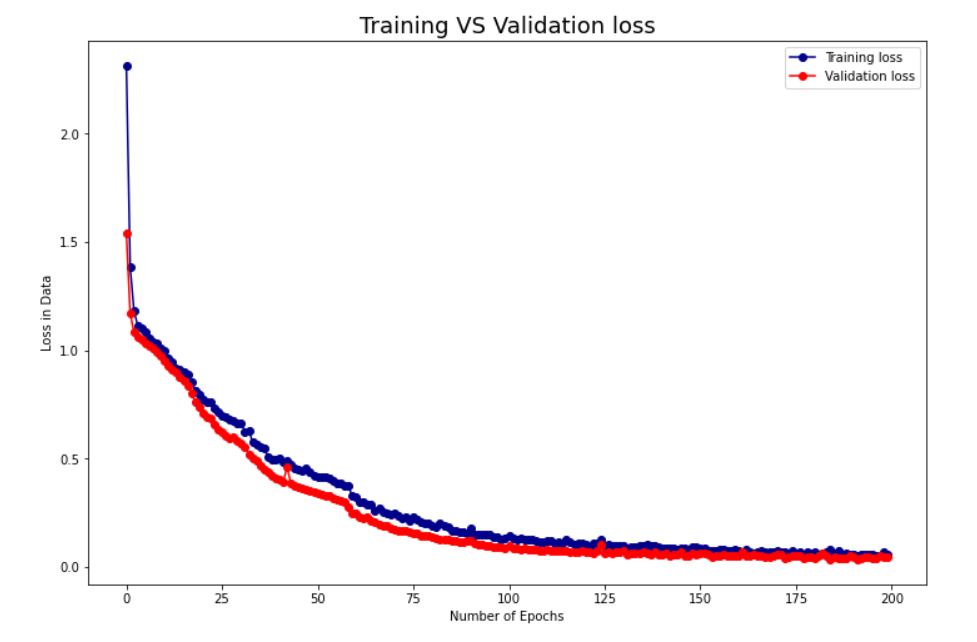 Training VS Validation loss
Training loss
Validation loss
2.0
1.5
1.0
0.5
0.0
Loss in Data
0 25 50 75 100 125 150 175 200
Number of Epochs